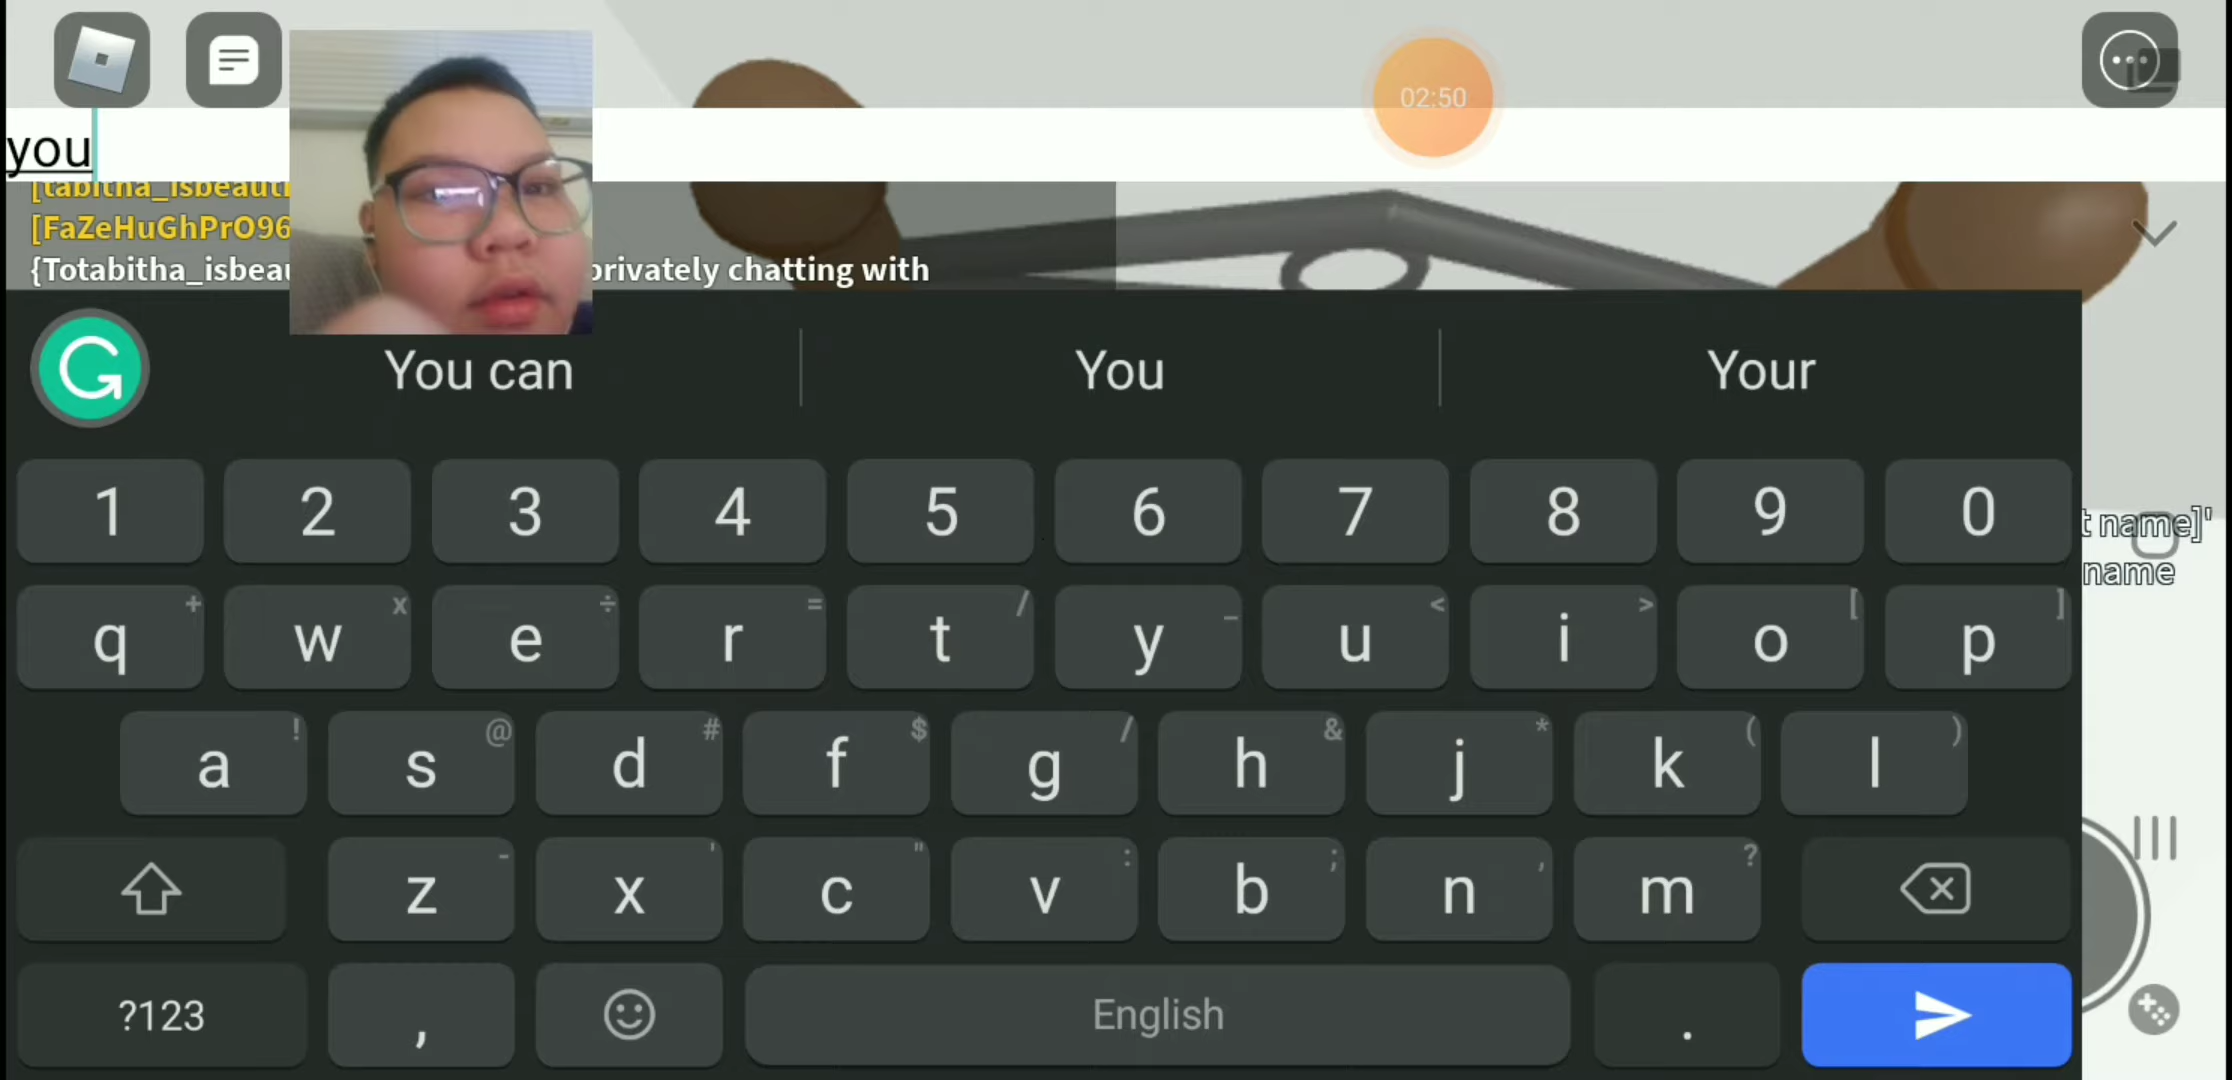 02:50
you
[FaZeHuGhPrO96
{Totabitha_isbeau privately chatting with
You can You Your
1 2 3 4 5 6 7 8 9 0
t name]'
name
+ x ÷ = / _ < > [ ]
q w e r t y u i o p
! @ # $ / & * ( )
a s d f g h j k l
- ' " : ; , ?
z x c v b n m
?123 , English .